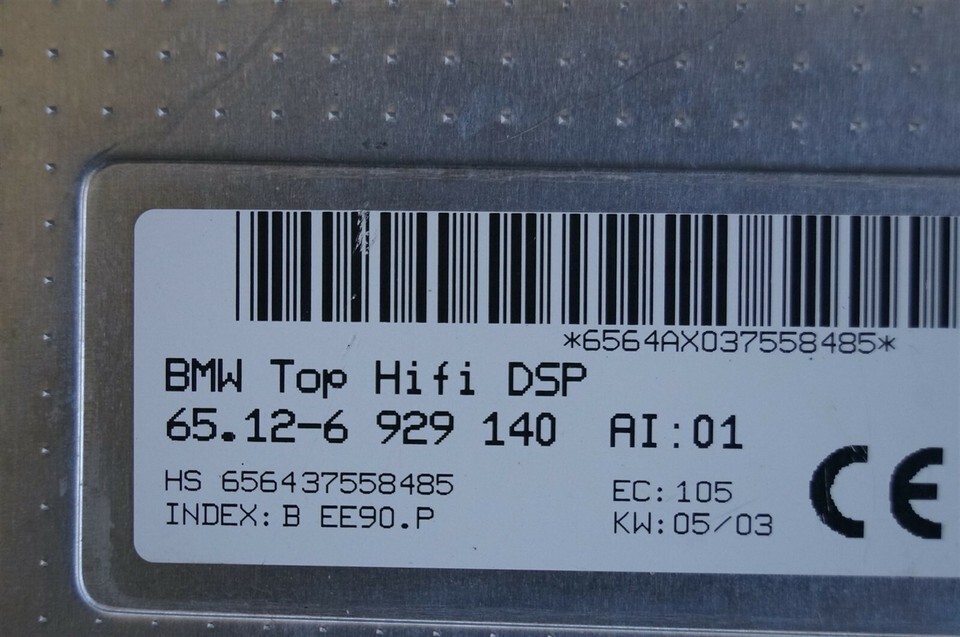 *6564AX037558485*
BMW Top Hifi DSP
65.12-6 929 140 AI:01
HS 656437558485
EC: 105
INDEX: B EE90.P
KW: 05/03
CE